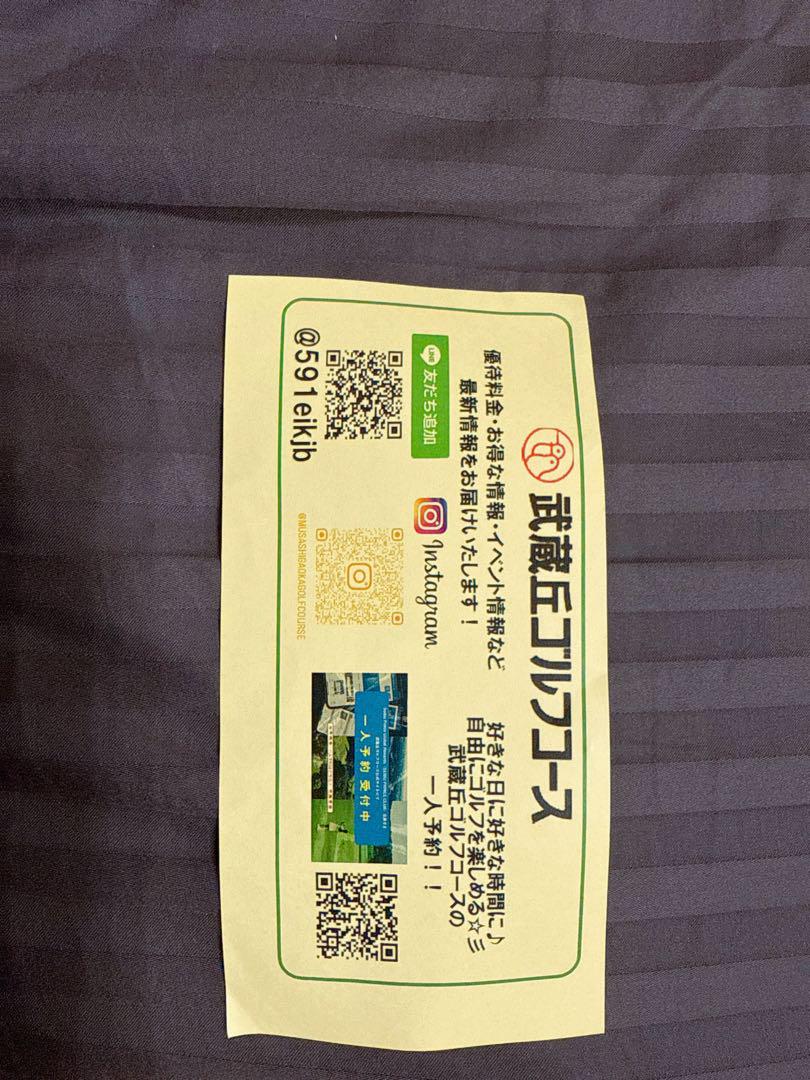 武蔵丘ゴルフコース
優待料金・お得な情報・イベント情報など
最新情報をお届けいたします！
LINE 友だち追加
@591eikjb
Instagram
@MUSASHIGAOKAGOLFCOURSE
好きな日に好きな時間に♪
自由にゴルフを楽しめる☆彡
武蔵丘ゴルフコースの
一人予約！！
一人予約 受付中